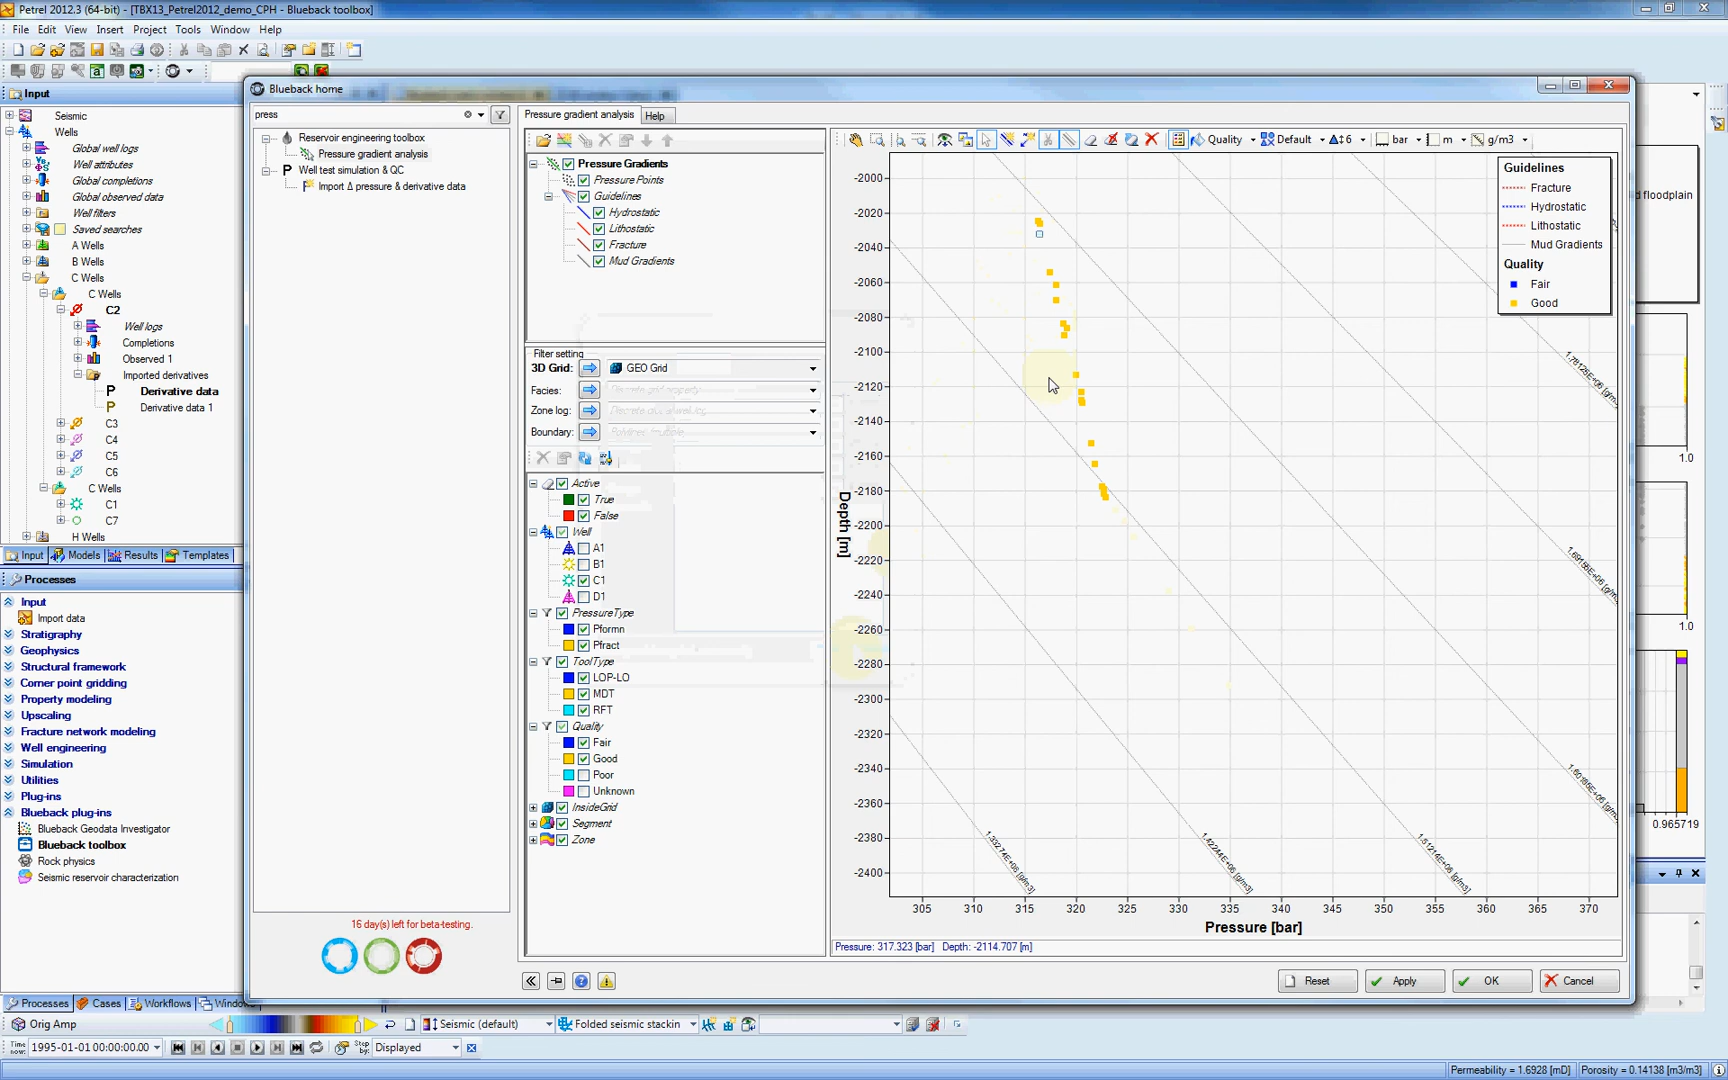 Petrel 2012.3 (64-bit) - [TBX13_Petrel2012_demo_CPH - Blueback toolbox]
File Edit View Insert Project Tools Window Help
Input
Seismic
Wells
Global well logs
Well attributes
Global completions
Global observed data
Well filters
Saved searches
A Wells
B Wells
C Wells
C Wells
C2
Well logs
Completions
Observed 1
Imported derivatives
Derivative data
Derivative data 1
C3
C4
C5
C6
C Wells
C1
C7
H Wells
Input Models Results Templates
Processes
Input
Import data
Stratigraphy
Geophysics
Structural framework
Corner point gridding
Property modeling
Upscaling
Fracture network modeling
Well engineering
Simulation
Utilities
Plug-ins
Blueback plug-ins
Blueback Geodata Investigator
Blueback toolbox
Rock physics
Seismic reservoir characterization
Processes Cases Workflows
Blueback home
press
Reservoir engineering toolbox
Pressure gradient analysis
Well test simulation & QC
Import Δ pressure & derivative data
16 day(s) left for beta-testing.
Pressure gradient analysis Help
Pressure Gradients
Pressure Points
Guidelines
Hydrostatic
Lithostatic
Fracture
Mud Gradients
Filter setting
3D Grid: GEO Grid
Facies: Discrete grid property
Zone log:
Boundary:
Active
True
False
Well
A1
B1
C1
D1
PressureType
Pformn
Pfract
ToolType
LOP-LO
MDT
RFT
Quality
Fair
Good
Poor
Unknown
InsideGrid
Segment
Zone
Quality Default 6 bar m g/m3
Guidelines
Fracture
Hydrostatic
Lithostatic
Mud Gradients
Quality
Fair
Good
-2000
-2020
-2040
-2060
-2080
-2100
-2120
-2140
-2160
-2180
-2200
-2220
-2240
-2260
-2280
-2300
-2320
-2340
-2360
-2380
-2400
Depth [m]
305 310 315 320 325 330 335 340 345 350 355 360 365 370
Pressure [bar]
Pressure: 317.323 [bar] Depth: -2114.707 [m]
Reset Apply OK Cancel
d floodplain
1.0
1.0
0.965719
Orig Amp
Seismic (default) Folded seismic stackin
Time now: 1995-01-01 00:00:00.00 Step by: Displayed
Permeability = 1.6928 [mD] Porosity = 0.14138 [m3/m3]